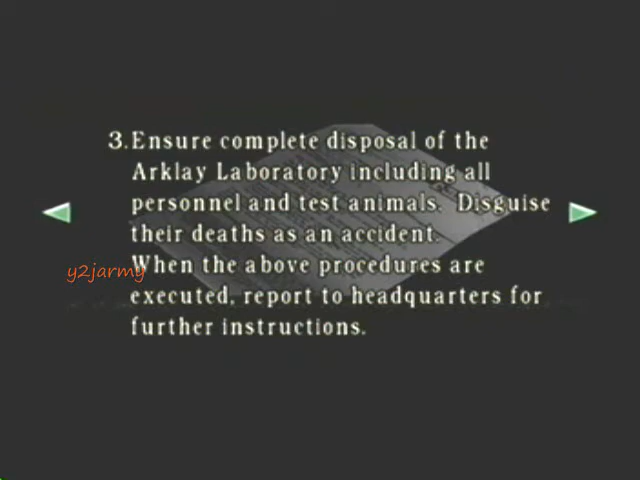 3.Ensure complete disposal of the
Arklay Laboratory including all
personnel and test animals. Disguise
their deaths as an accident.
When the above procedures are
executed, report to headquarters for
further instructions.
y2jarmy